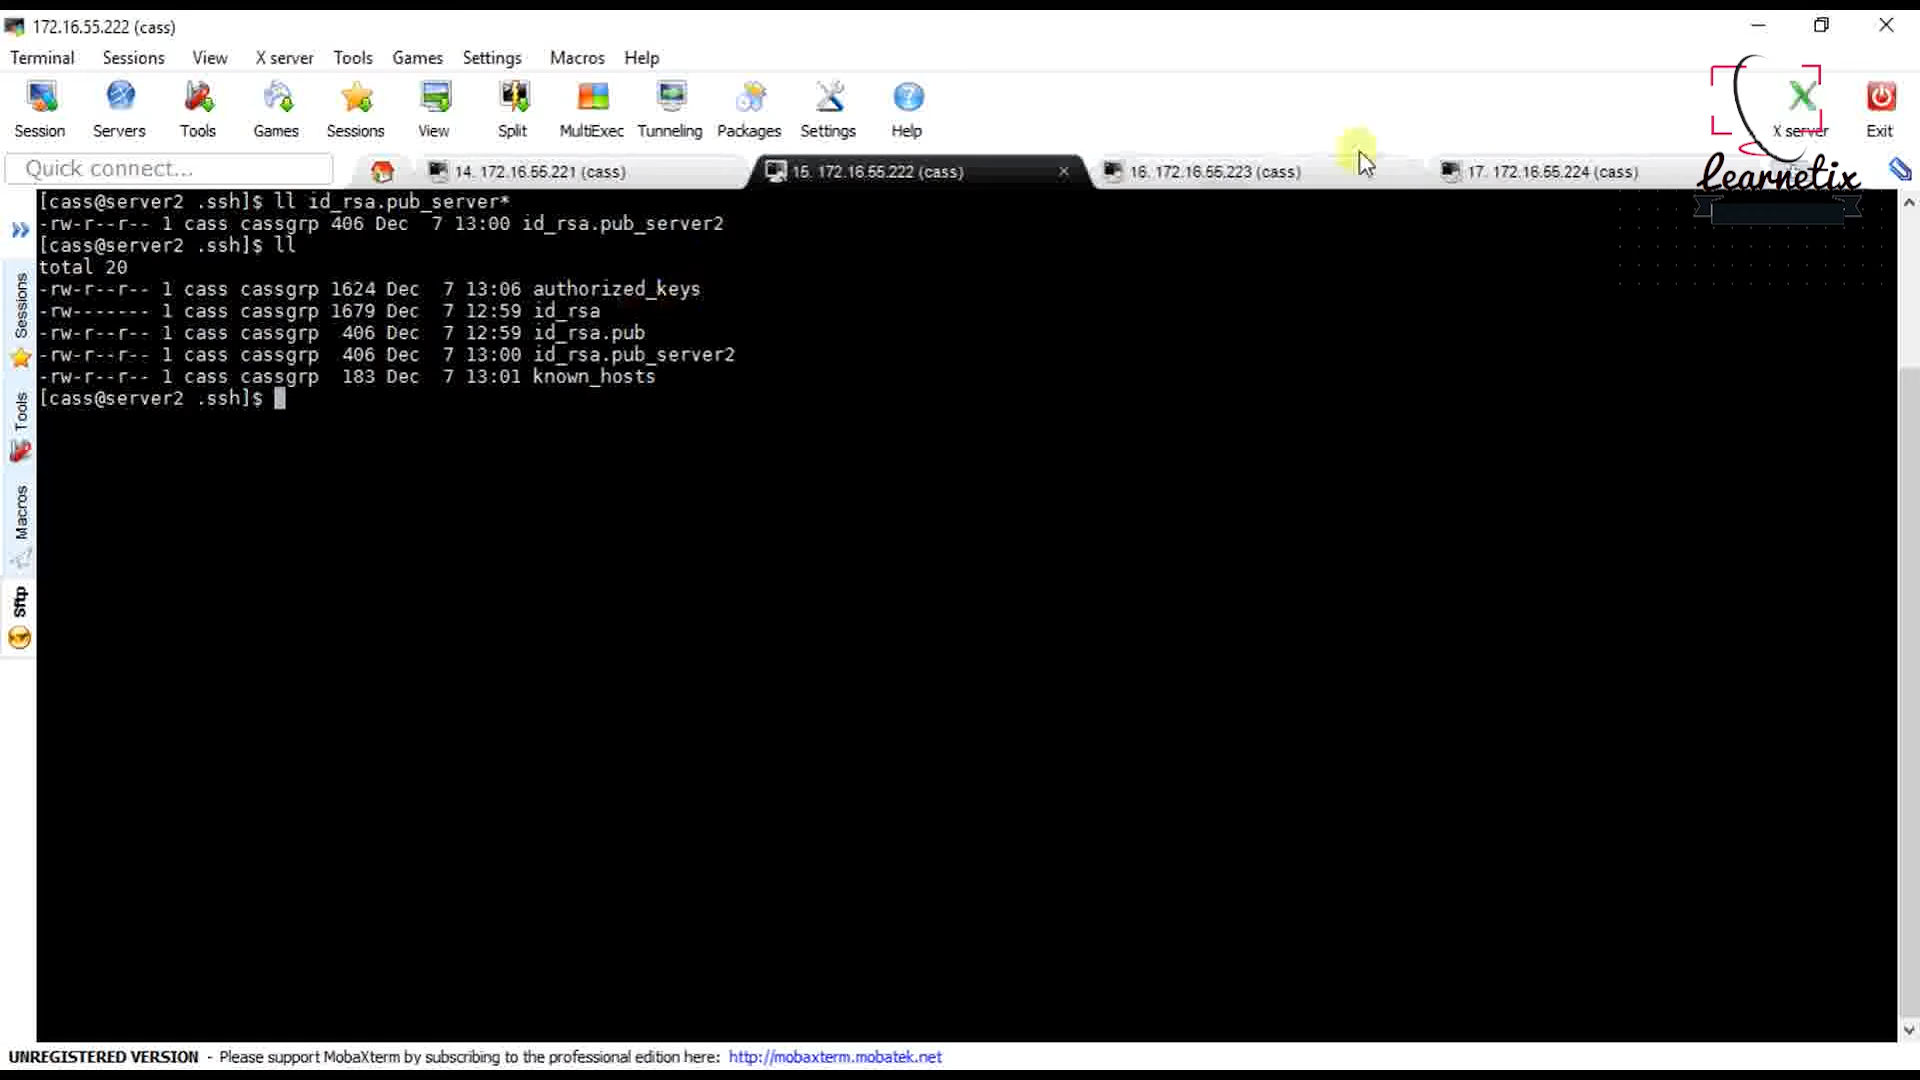 172.16.55.222 (cass)
Terminal Sessions View X server Tools Games Settings Macros Help
Session Servers Tools Games Sessions View Split MultiExec Tunneling Packages Settings Help X server Exit
Quick connect... 14. 172.16.55.221 (cass) 15. 172.16.55.222 (cass) 16. 172.16.55.223 (cass) 17. 172.16.55.224 (cass)
Learnetix
[cass@server2 .ssh]$ ll id_rsa.pub_server*
-rw-r--r-- 1 cass cassgrp 406 Dec  7 13:00 id_rsa.pub_server2
[cass@server2 .ssh]$ ll
total 20
-rw-r--r-- 1 cass cassgrp 1624 Dec  7 13:06 authorized_keys
-rw------- 1 cass cassgrp 1679 Dec  7 12:59 id_rsa
-rw-r--r-- 1 cass cassgrp  406 Dec  7 12:59 id_rsa.pub
-rw-r--r-- 1 cass cassgrp  406 Dec  7 13:00 id_rsa.pub_server2
-rw-r--r-- 1 cass cassgrp  183 Dec  7 13:01 known_hosts
[cass@server2 .ssh]$
Sessions
Tools
Macros
Sftp
UNREGISTERED VERSION - Please support MobaXterm by subscribing to the professional edition here: http://mobaxterm.mobatek.net